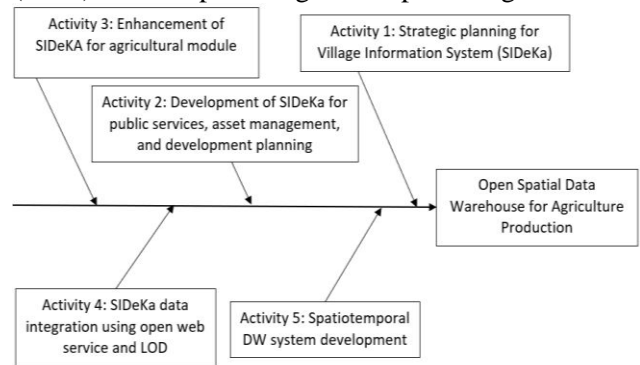 Activity 3: Enhancement of
SIDeKA for agricultural module
Activity 1: Strategic planning for
Village Information System (SIDeKa)
Activity 2: Development of SIDeKa for
public services, asset management,
and development planning
Open Spatial Data
Warehouse for Agriculture
Production
Activity 4: SIDeKa data
integration using open web
service and LOD
Activity 5: Spatiotemporal
DW system development